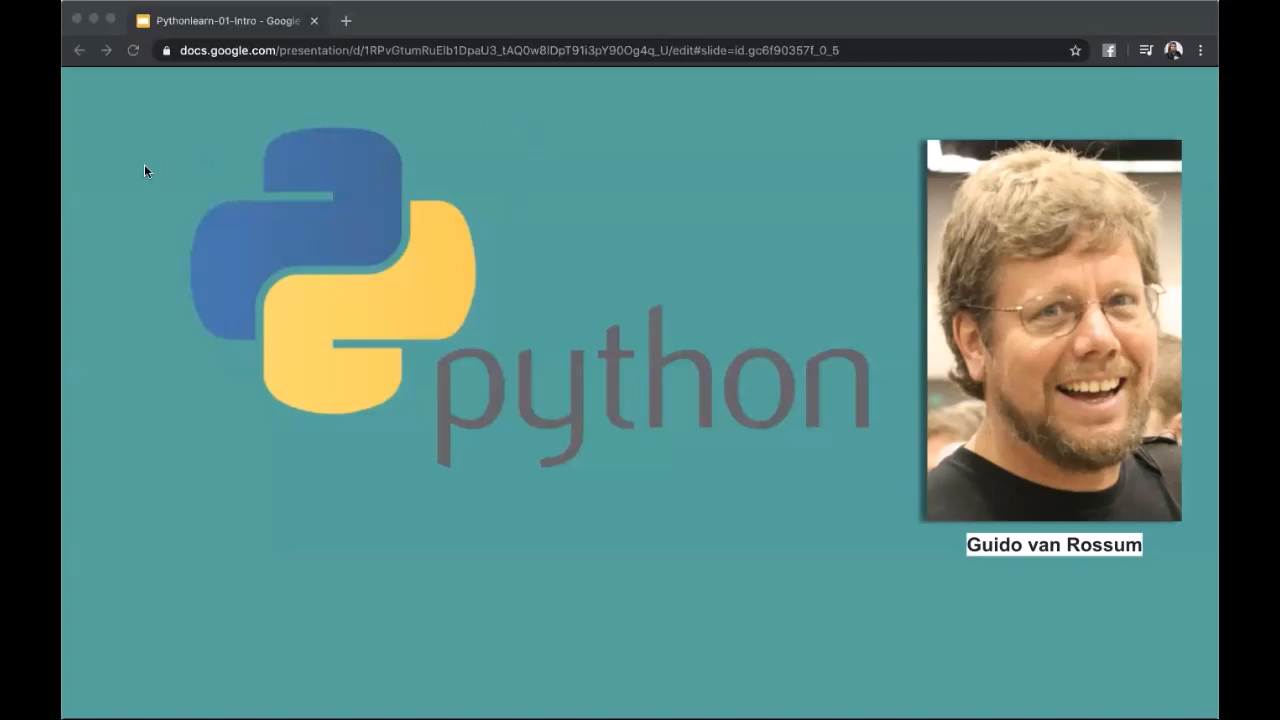 Pythonlearn-01-Intro - Google
docs.google.com/presentation/d/1RPvGtumRuElb1DpaU3_tAQ0w8lDpT91i3pY90Og4q_U/edit#slide=id.gc6f90357f_0_5
python
Guido van Rossum